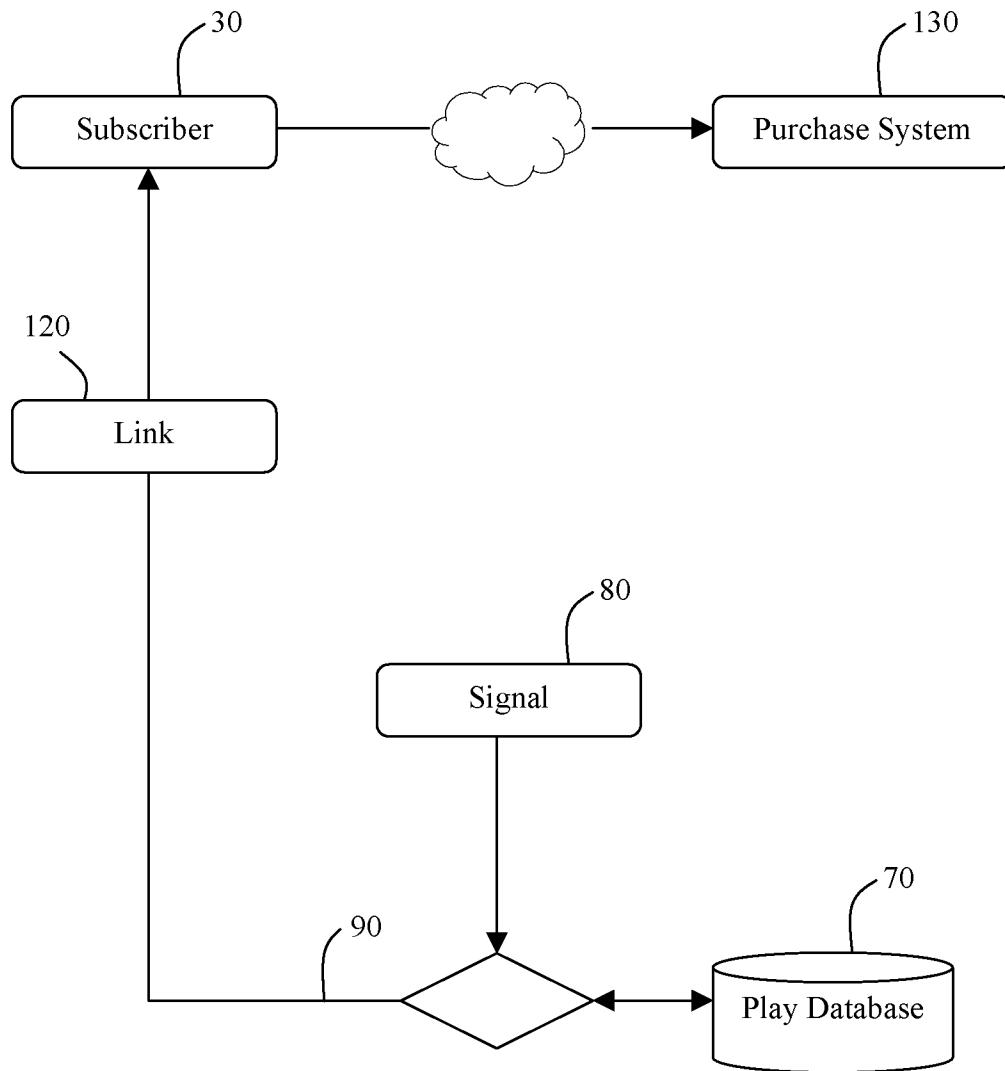 30
130
Subscriber
Purchase System
120
Link
80
Signal
70
90
Play Database